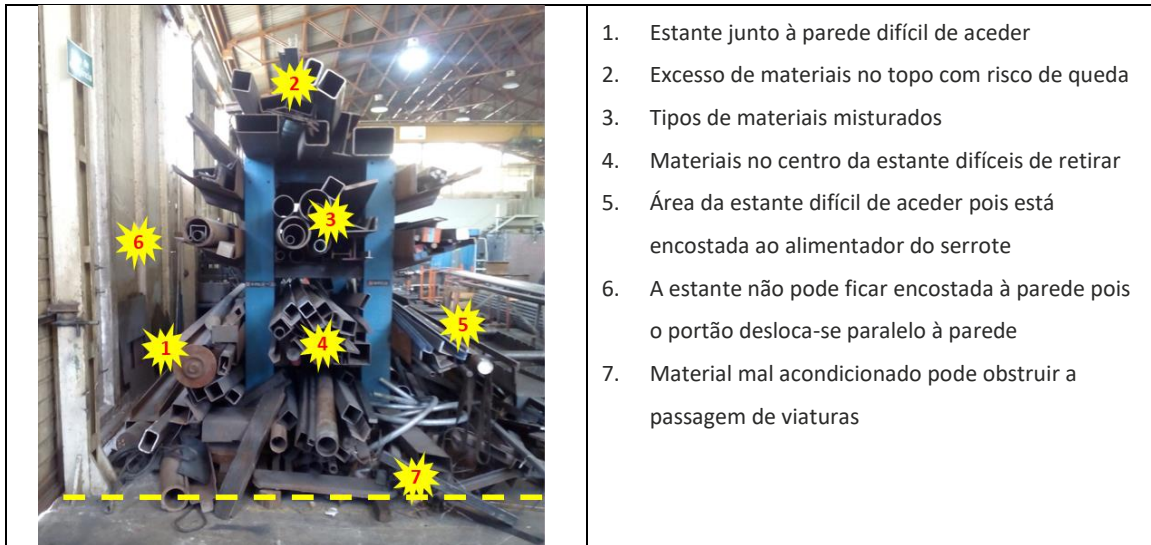 1. Estante junto à parede difícil de aceder
2. Excesso de materiais no topo com risco de queda
3. Tipos de materiais misturados
4. Materiais no centro da estante difíceis de retirar
5. Área da estante difícil de aceder pois está
encostada ao alimentador do serrote
6. A estante não pode ficar encostada à parede pois
o portão desloca-se paralelo à parede
7. Material mal acondicionado pode obstruir a
passagem de viaturas
2
3
6
5
1
4
7